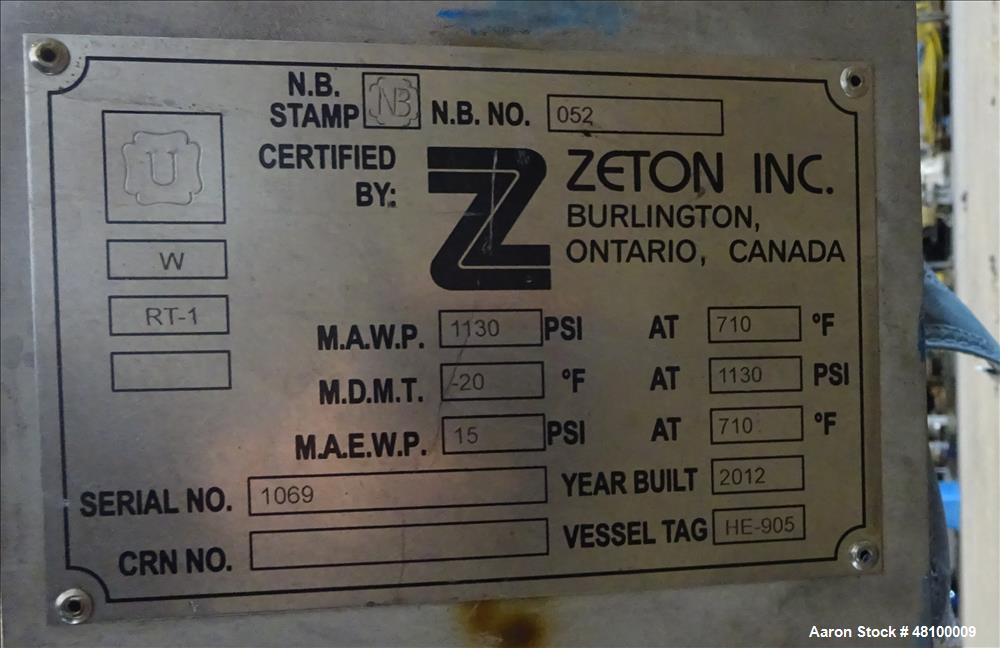 N.B. STAMP NB N.B. NO. 052
U
CERTIFIED BY:
Z ZETON INC.
BURLINGTON,
ONTARIO, CANADA
W
RT-1
M.A.W.P. 1130 PSI AT 710 °F
M.D.M.T. -20 °F AT 1130 PSI
M.A.E.W.P. 15 PSI AT 710 °F
SERIAL NO. 1069 YEAR BUILT 2012
CRN NO. VESSEL TAG HE-905
Aaron Stock # 48100009